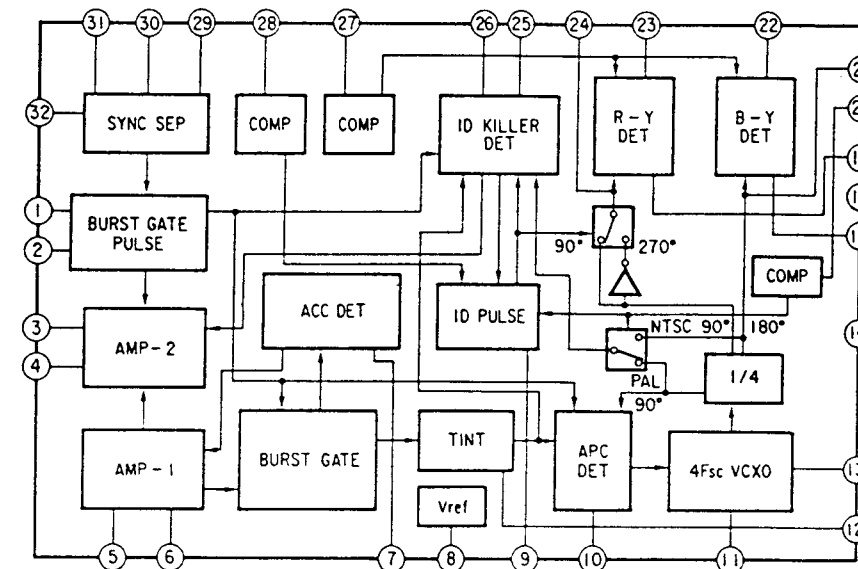 31 30 29 28 27 26 25 24 23 22
32
SYNC SEP
COMP
COMP
ID KILLER
DET
R-Y
DET
B-Y
DET
1
2
BURST GATE
PULSE
90°
270°
COMP
3
4
AMP-2
ACC DET
ID PULSE
NTSC 90°
180°
14
PAL
90°
1/4
AMP-1
BURST GATE
TINT
APC
DET
4Fsc VCXO
13
Vref
12
5 6 7 8 9 10 11